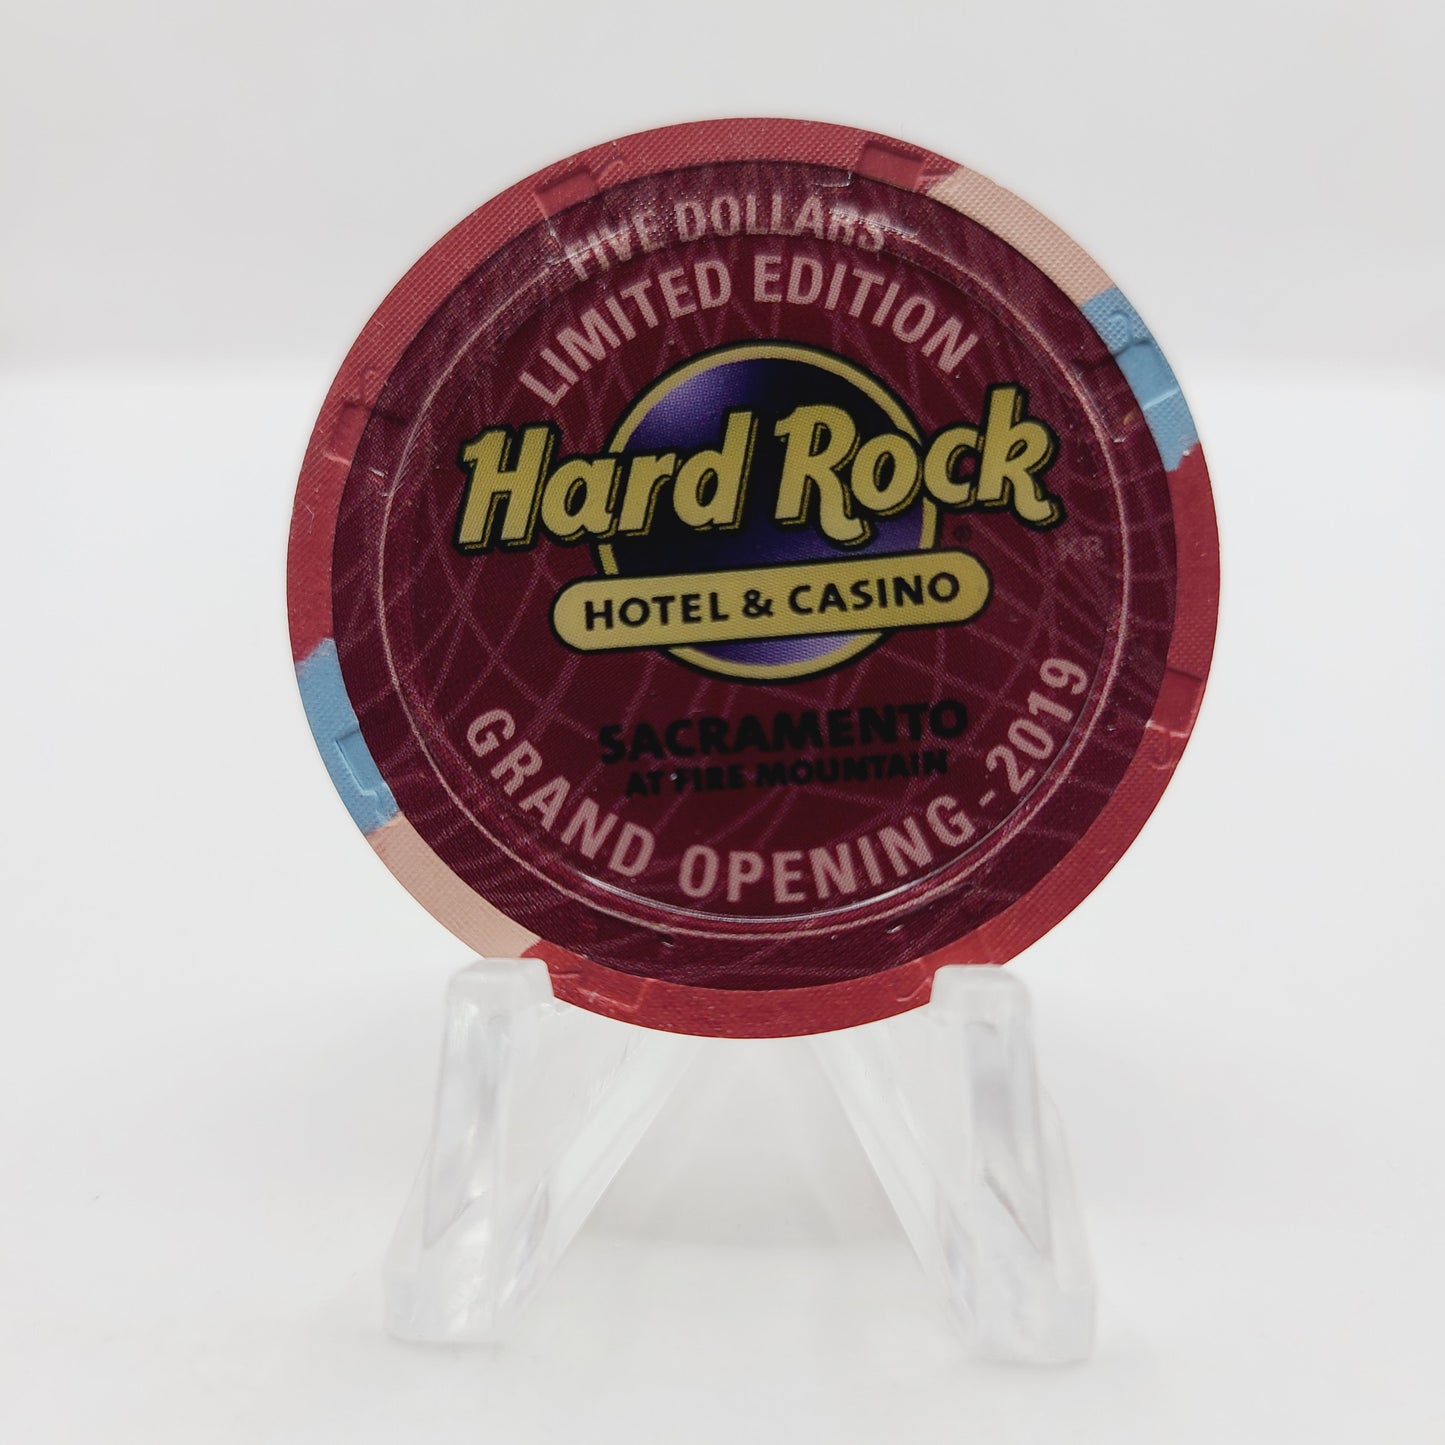 FIVE DOLLARS
LIMITED EDITION
Hard Rock
®
HOTEL & CASINO
SACRAMENTO
AT FIRE MOUNTAIN
GRAND OPENING - 2019